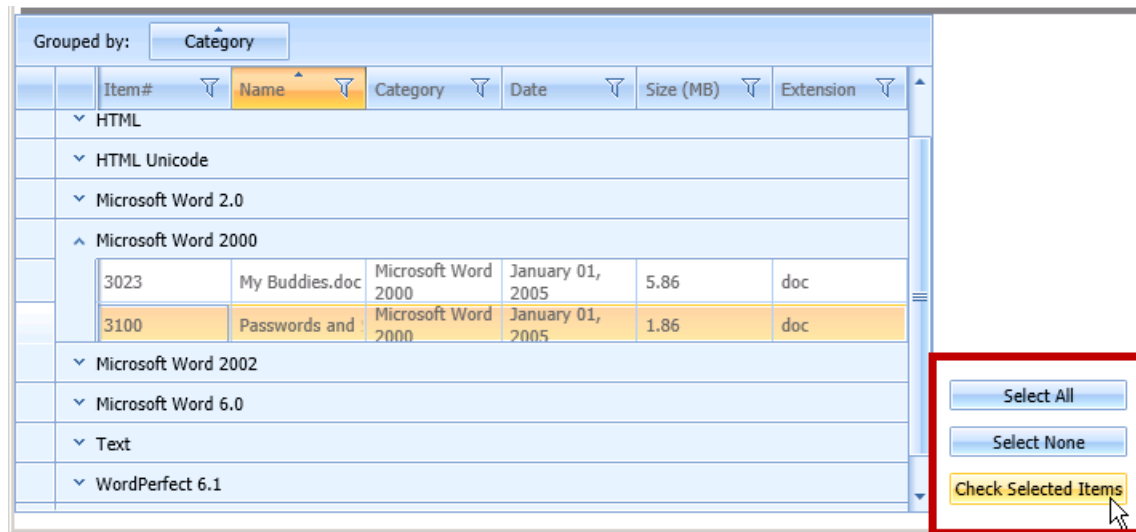 Grouped by: Category
Item# Name Category Date Size (MB) Extension
HTML
HTML Unicode
Microsoft Word 2.0
Microsoft Word 2000
3023 My Buddies.doc Microsoft Word 2000 January 01, 2005 5.86 doc
3100 Passwords and Microsoft Word 2000 January 01, 2005 1.86 doc
Microsoft Word 2002
Microsoft Word 6.0
Text
WordPerfect 6.1
Select All
Select None
Check Selected Items